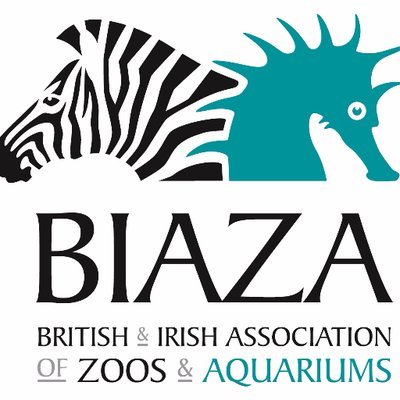 BIAZA
BRITISH & IRISH ASSOCIATION
OF ZOOS & AQUARIUMS